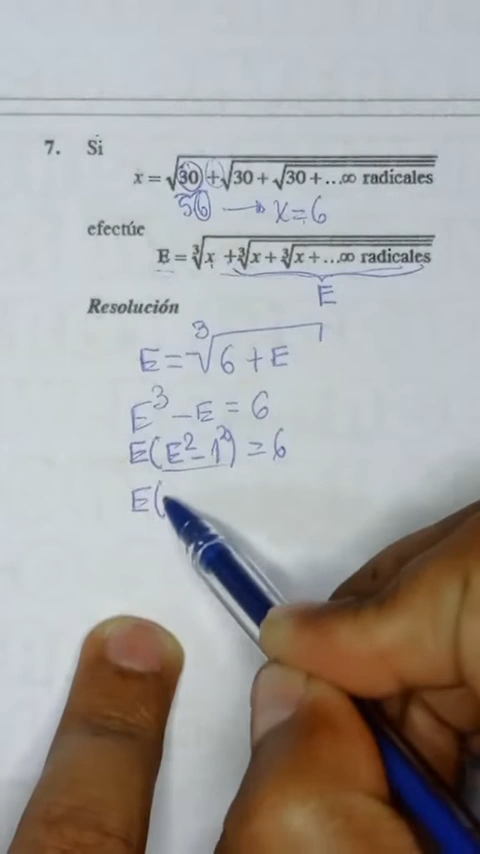 7. Si
x = √30 + √30 + √30 + ...∞ radicales
5⑥ → x = 6
efectúe
E = ∛x + ∛x + ∛x + ...∞ radicales
E
Resolución
E = ∛6 + E
E³ - E = 6
E(E² - 1²) = 6
E(